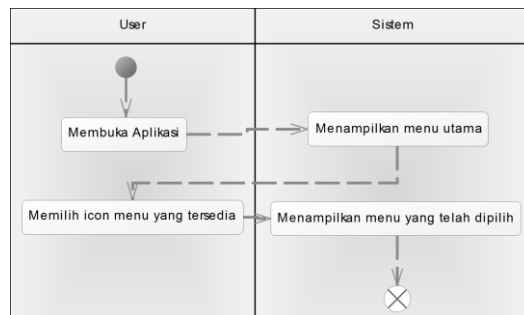 User
Sistem
Membuka Aplikasi
Menampilkan menu utama
Memilih icon menu yang tersedia
Menampilkan menu yang telah dipilih